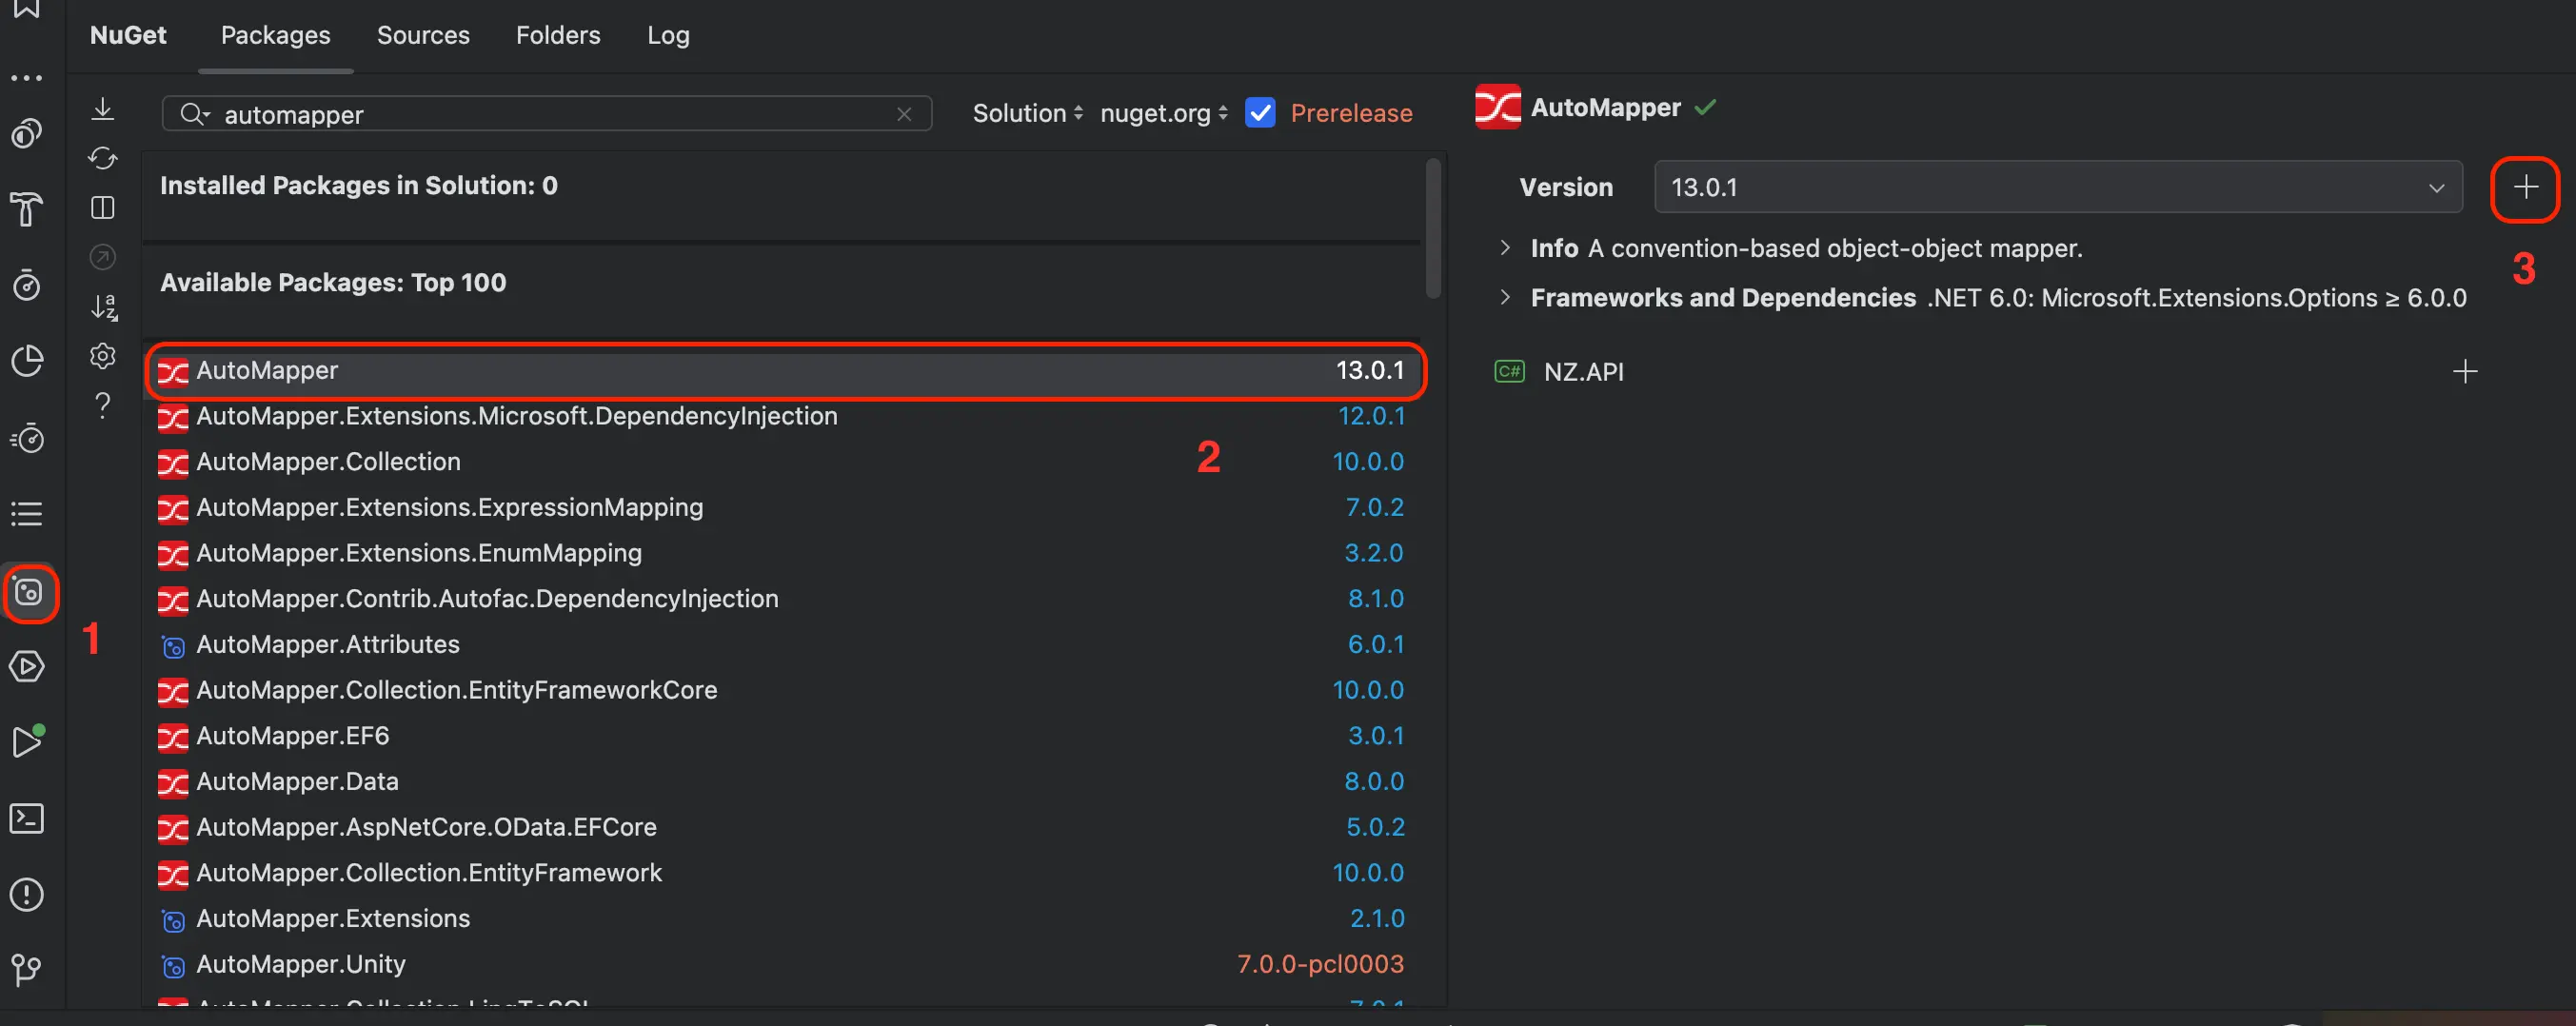 NuGet Packages Sources Folders Log
automapper
Solution nuget.org Prerelease
Installed Packages in Solution: 0
Available Packages: Top 100
AutoMapper 13.0.1
AutoMapper.Extensions.Microsoft.DependencyInjection 12.0.1
AutoMapper.Collection 10.0.0
AutoMapper.Extensions.ExpressionMapping 7.0.2
AutoMapper.Extensions.EnumMapping 3.2.0
AutoMapper.Contrib.Autofac.DependencyInjection 8.1.0
AutoMapper.Attributes 6.0.1
AutoMapper.Collection.EntityFrameworkCore 10.0.0
AutoMapper.EF6 3.0.1
AutoMapper.Data 8.0.0
AutoMapper.AspNetCore.OData.EFCore 5.0.2
AutoMapper.Collection.EntityFramework 10.0.0
AutoMapper.Extensions 2.1.0
AutoMapper.Unity 7.0.0-pcl0003
AutoMapper.Collection.LinqToSQL 7.0.1
1
2
AutoMapper
Version 13.0.1
Info A convention-based object-object mapper.
Frameworks and Dependencies .NET 6.0: Microsoft.Extensions.Options ≥ 6.0.0
3
C# NZ.API